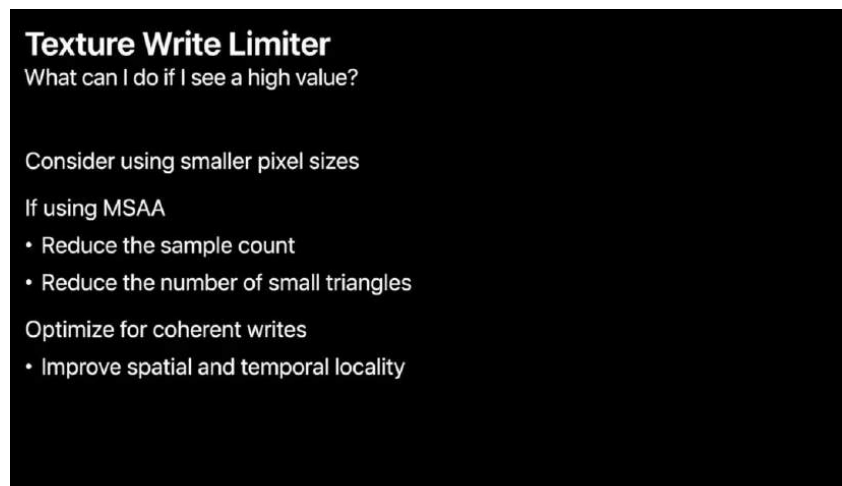 Texture Write Limiter
What can I do if I see a high value?
Consider using smaller pixel sizes
If using MSAA
• Reduce the sample count
• Reduce the number of small triangles
Optimize for coherent writes
• Improve spatial and temporal locality